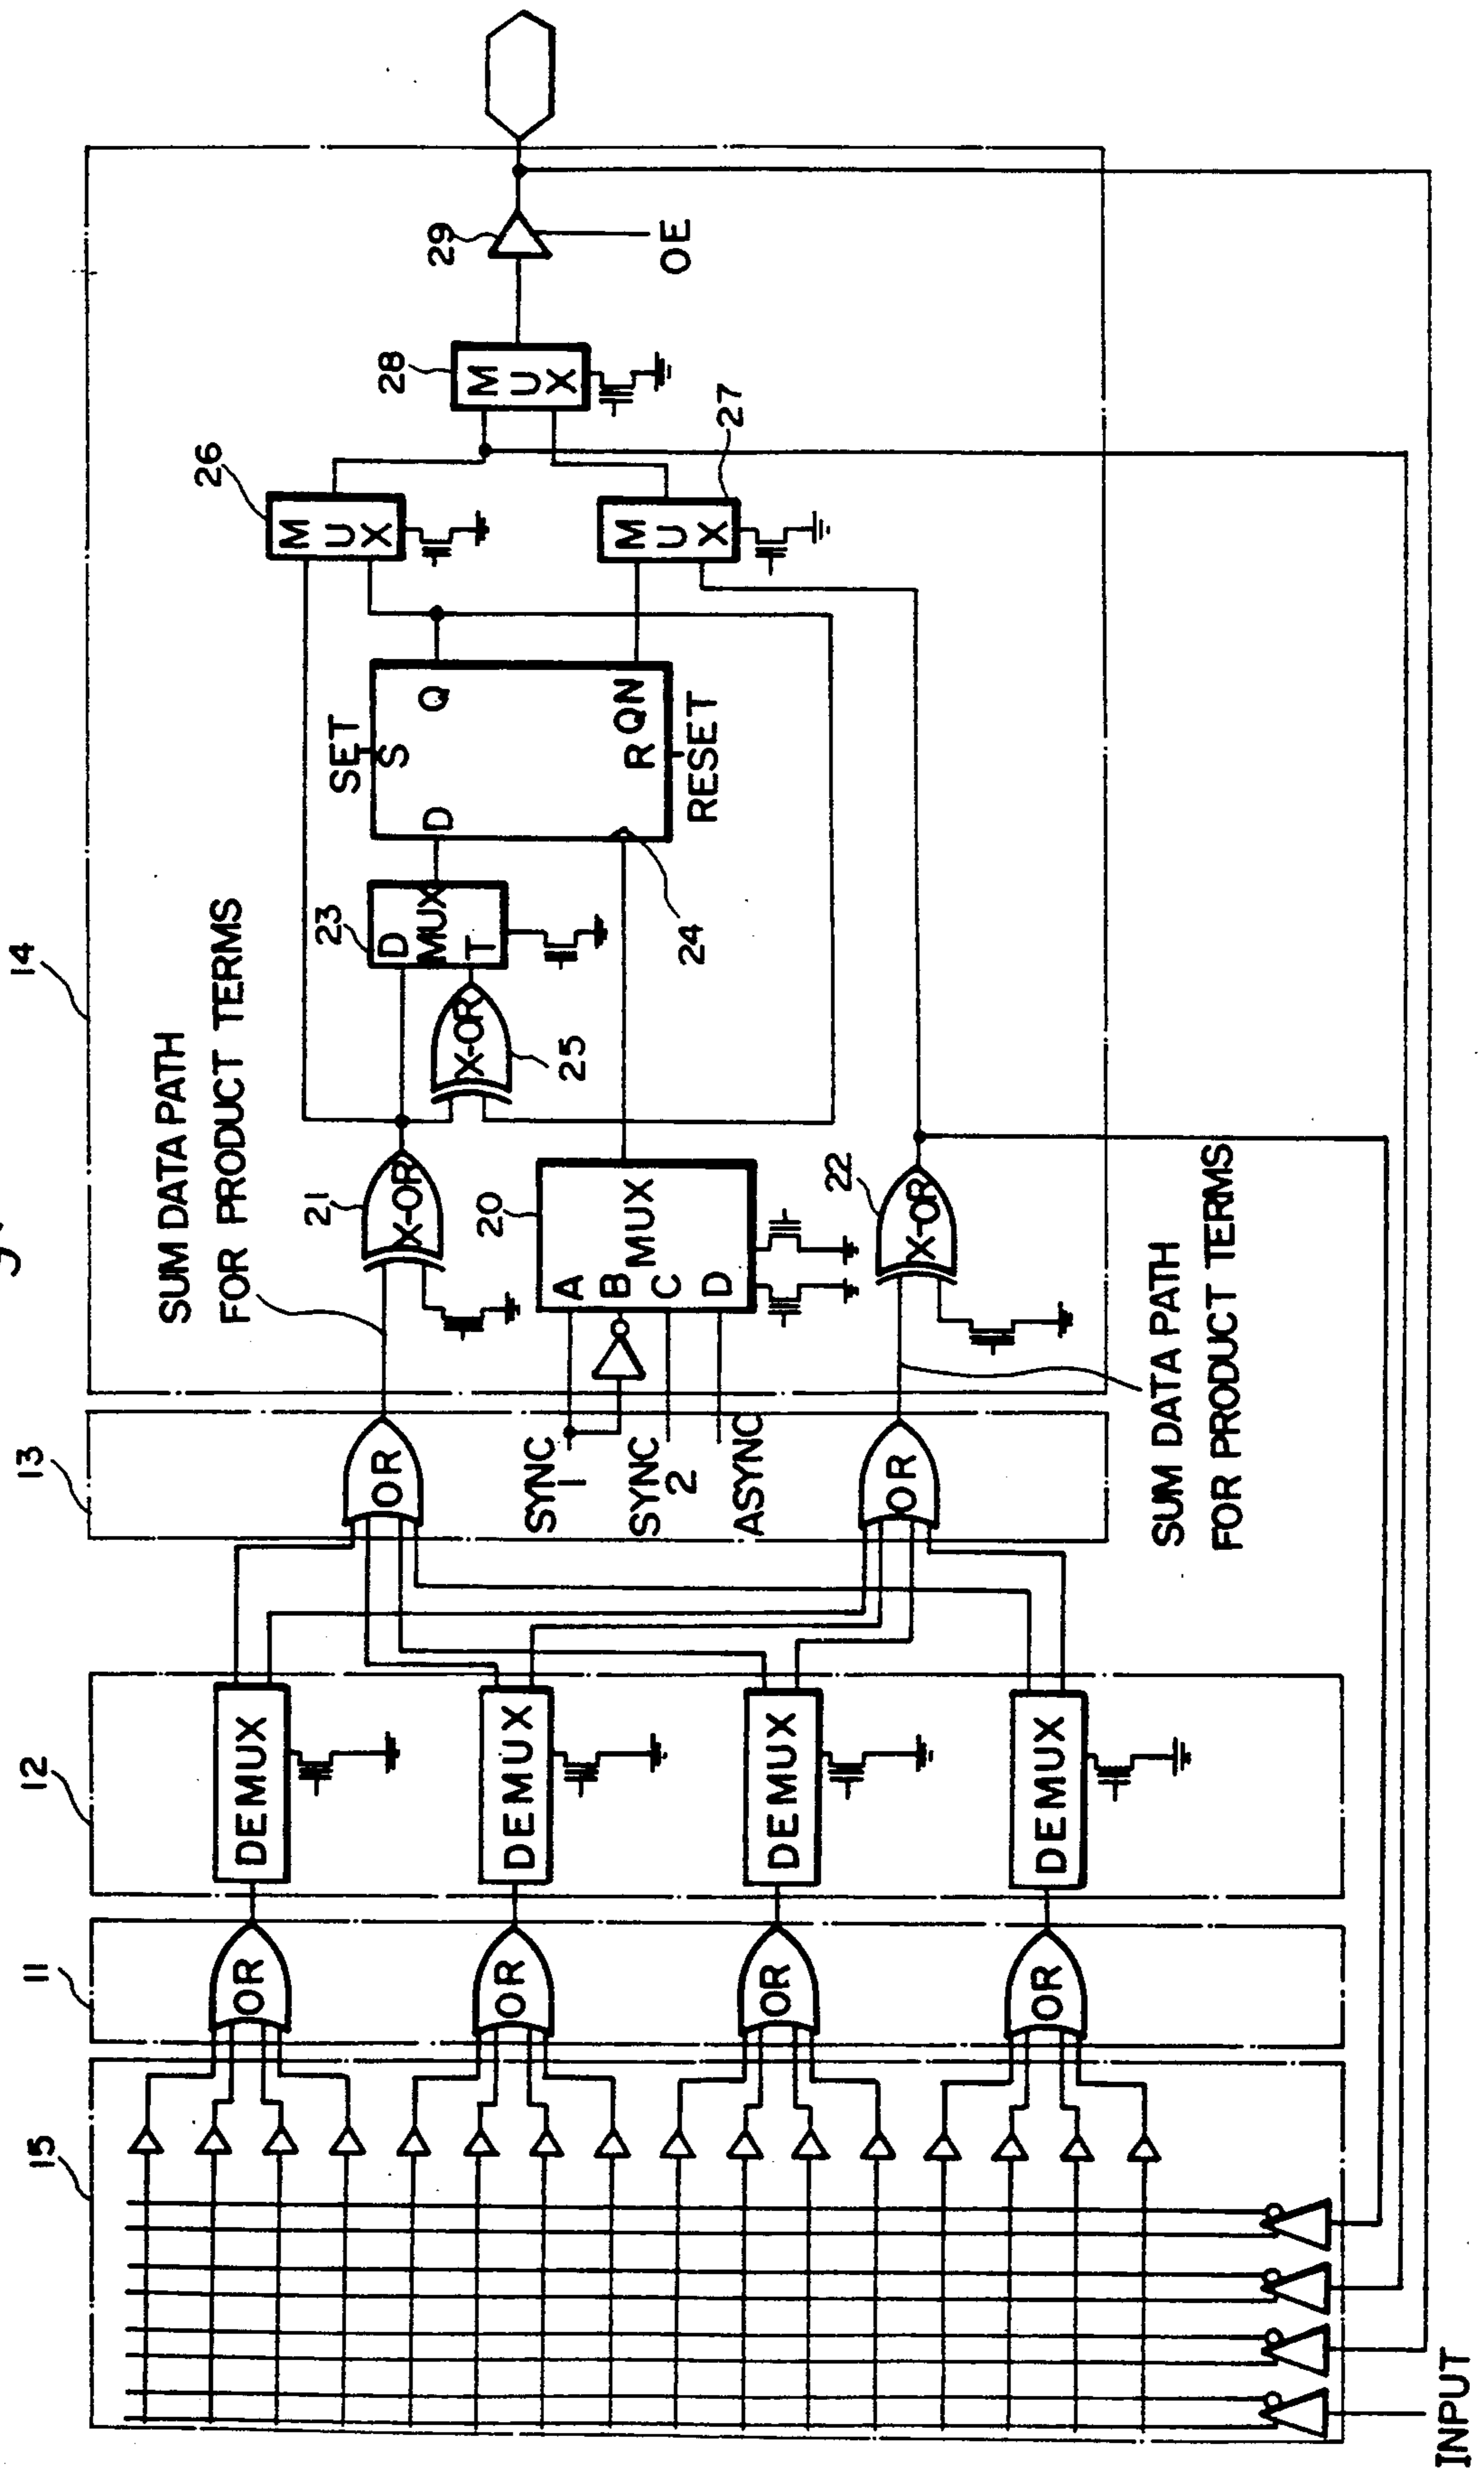 15
11
12
13
14
OR
OR
OR
OR
DEMUX
DEMUX
DEMUX
DEMUX
OR
OR
SYNC
1
SYNC
2
ASYNC
SUM DATA PATH
FOR PRODUCT TERMS
SUM DATA PATH
FOR PRODUCT TERMS
21
X-OR
20
A
B
C
D
MUX
22
X-OR
X-OR
25
23
D
T
MUX
24
D
SET
S
Q
R
QN
RESET
26
MUX
27
MUX
28
MUX
29
OE
INPUT